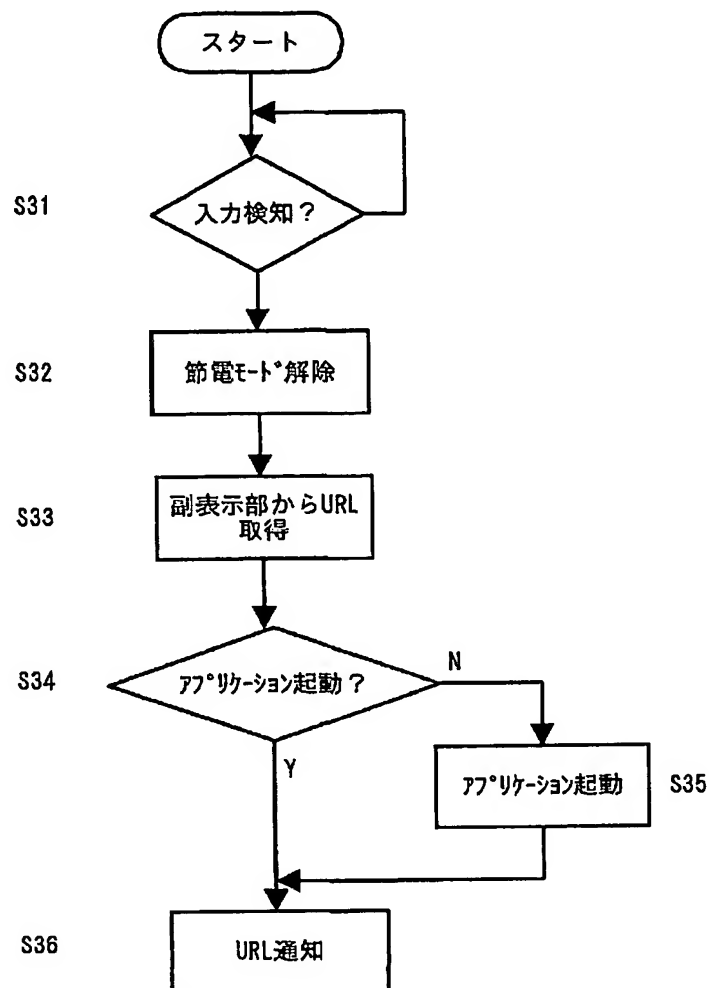 スタート
S31
入力検知？
S32
節電ﾓｰﾄﾞ解除
S33
副表示部からURL
取得
S34
ｱﾌﾟﾘｹｰｼｮﾝ起動？
N
Y
ｱﾌﾟﾘｹｰｼｮﾝ起動
S35
S36
URL通知